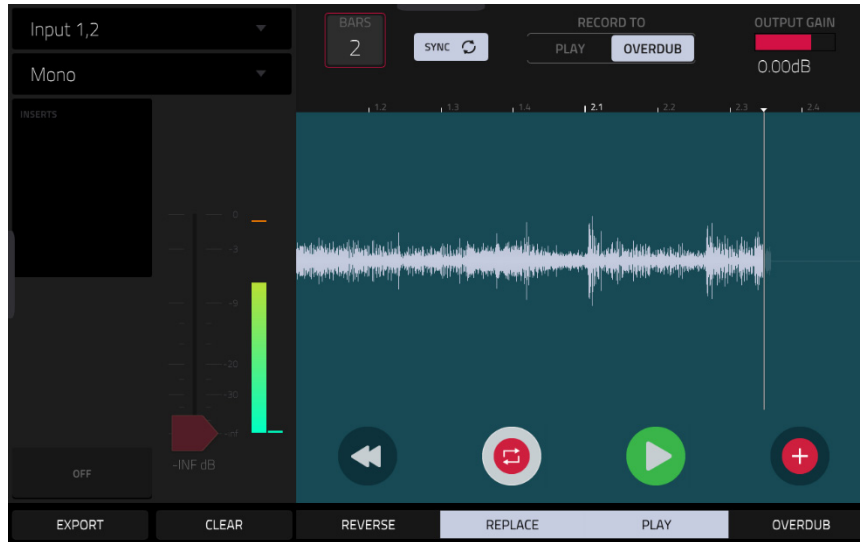 Input 1,2
Mono
INSERTS
0
-3
-9
-20
-30
-inf
-INF dB
OFF
EXPORT
CLEAR
BARS
2
SYNC
RECORD TO
PLAY
OVERDUB
OUTPUT GAIN
0.00dB
1.2 1.3 1.4 2.1 2.2 2.3 2.4
REVERSE
REPLACE
PLAY
OVERDUB